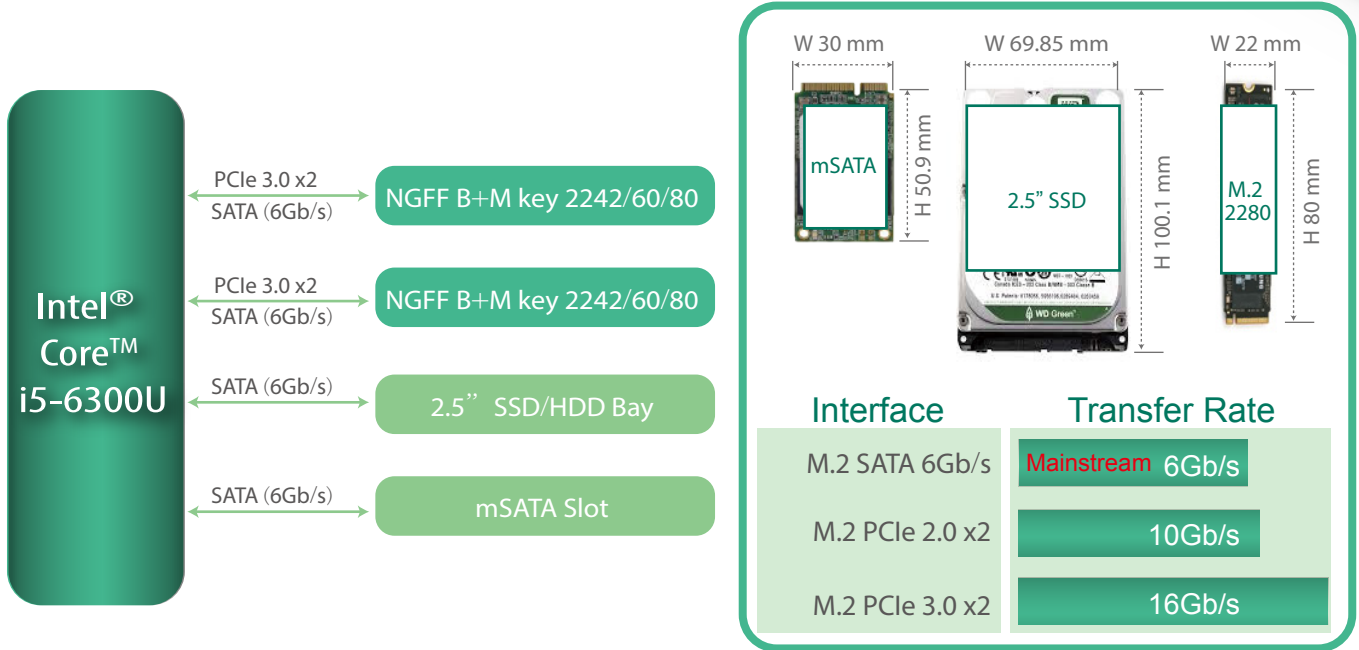 Intel®
Core™
i5-6300U
PCIe 3.0 x2
SATA (6Gb/s)
NGFF B+M key 2242/60/80
PCIe 3.0 x2
SATA (6Gb/s)
NGFF B+M key 2242/60/80
SATA (6Gb/s)
2.5” SSD/HDD Bay
SATA (6Gb/s)
mSATA Slot
W 30 mm
W 69.85 mm
W 22 mm
mSATA
H 50.9 mm
2.5” SSD
H 100.1 mm
M.2
2280
H 80 mm
WD Green
Interface
Transfer Rate
M.2 SATA 6Gb/s
Mainstream 6Gb/s
M.2 PCIe 2.0 x2
10Gb/s
M.2 PCIe 3.0 x2
16Gb/s